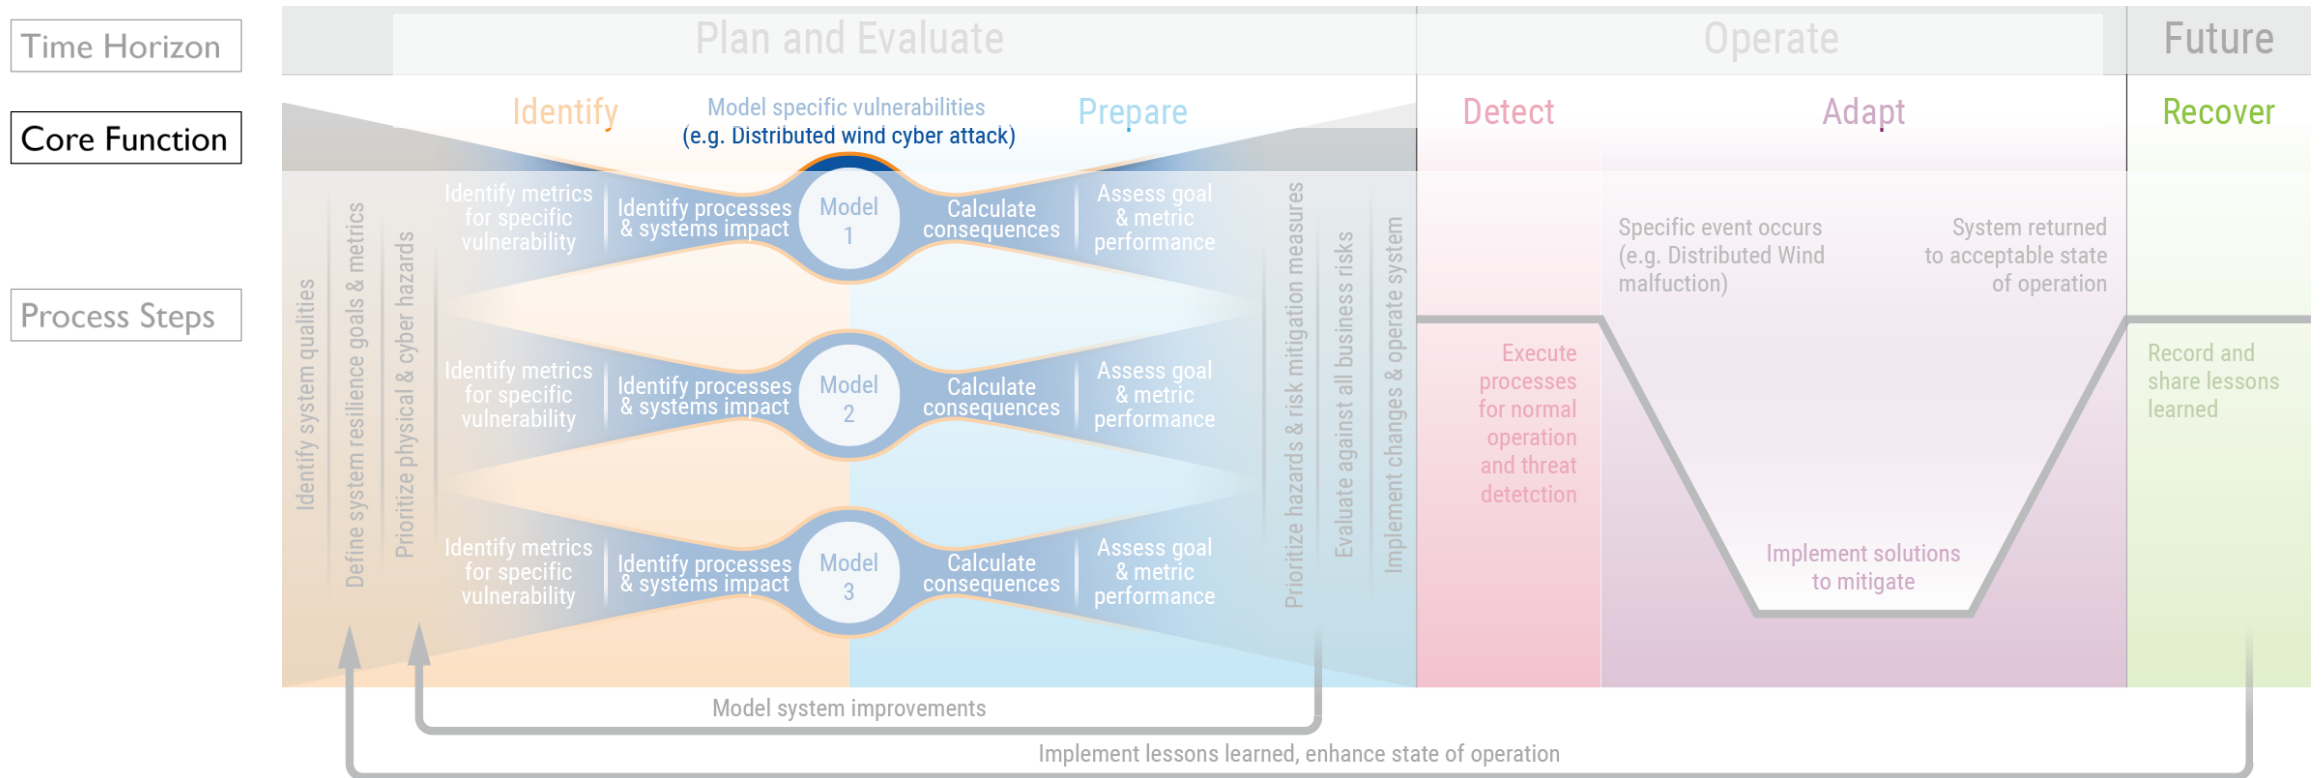 Time Horizon
Plan and Evaluate
Operate
Future
Core Function
Identify
Model specific vulnerabilities
(e.g. Distributed wind cyber attack)
Prepare
Detect
Adapt
Recover
Process Steps
Identify system qualities
Define system resilience goals & metrics
Prioritize physical & cyber hazards
Identify metrics
for specific
vulnerability
Identify processes
& systems impact
Model
1
Calculate
consequences
Assess goal
& metric
performance
Identify metrics
for specific
vulnerability
Identify processes
& systems impact
Model
2
Calculate
consequences
Assess goal
& metric
performance
Identify metrics
for specific
vulnerability
Identify processes
& systems impact
Model
3
Calculate
consequences
Assess goal
& metric
performance
Prioritize hazards & risk mitigation measures
Evaluate against all business risks
Implement changes & operate system
Execute
processes
for normal
operation
and threat
detetction
Specific event occurs
(e.g. Distributed Wind
malfuction)
System returned
to acceptable state
of operation
Implement solutions
to mitigate
Record and
share lessons
learned
Model system improvements
Implement lessons learned, enhance state of operation